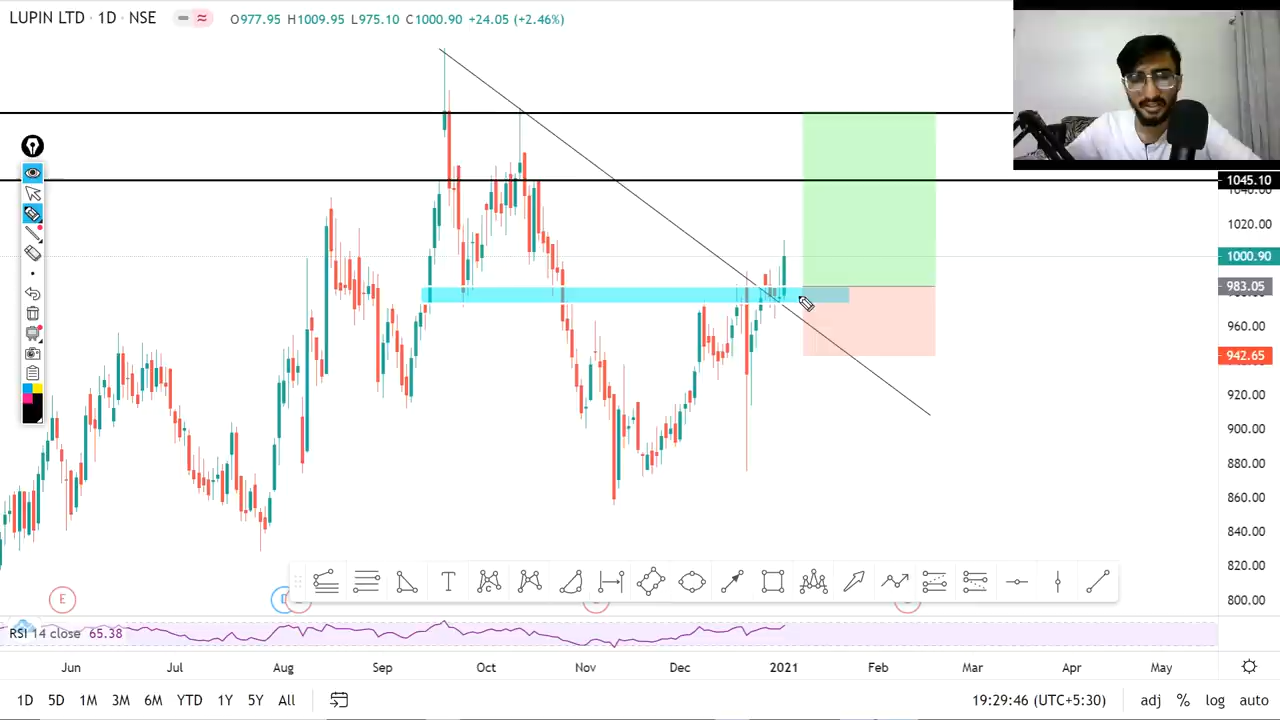 LUPIN LTD · 1D · NSE
O977.95 H1009.95 L975.10 C1000.90 +24.05 (+2.46%)
1045.10
1020.00
1000.90
983.05
960.00
942.65
920.00
900.00
880.00
860.00
840.00
820.00
800.00
E
RSI 14 close 65.38
Jun Jul Aug Sep Oct Nov Dec 2021 Feb Mar Apr May
1D 5D 1M 3M 6M YTD 1Y 5Y All 19:29:46 (UTC+5:30) adj % log auto